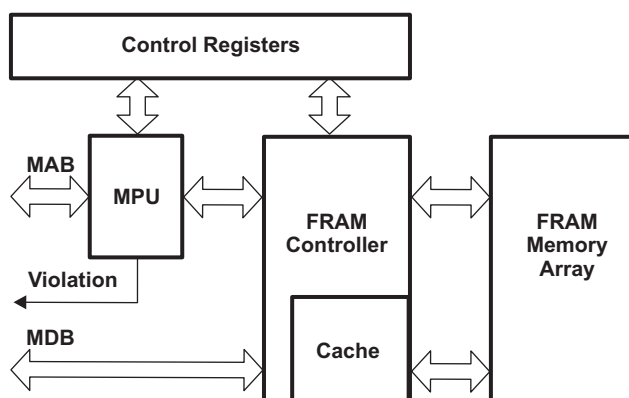 Control Registers
MAB
MPU
FRAM
Controller
FRAM
Memory
Array
Violation
MDB
Cache